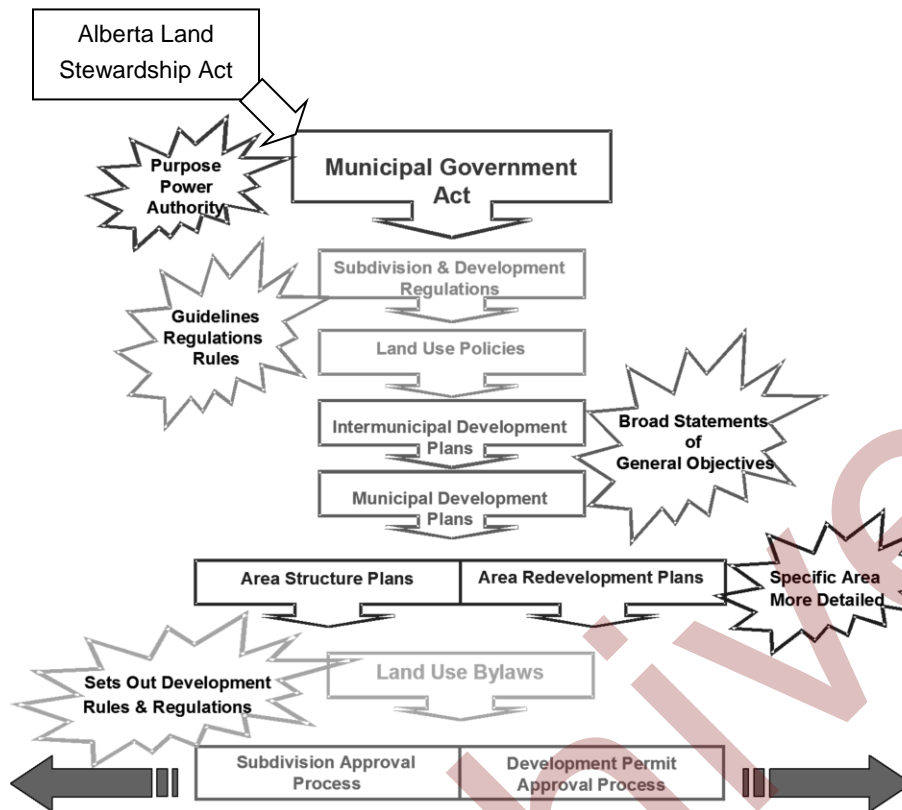 Alberta Land
Stewardship Act
Purpose
Power
Authority
Municipal Government
Act
Subdivision & Development
Regulations
Guidelines
Regulations
Rules
Land Use Policies
Intermunicipal Development
Plans
Broad Statements
of
General Objectives
Municipal Development
Plans
Area Structure Plans
Area Redevelopment Plans
Specific Area
More Detailed
Land Use Bylaws
Sets Out Development
Rules & Regulations
Subdivision Approval
Process
Development Permit
Approval Process
hive